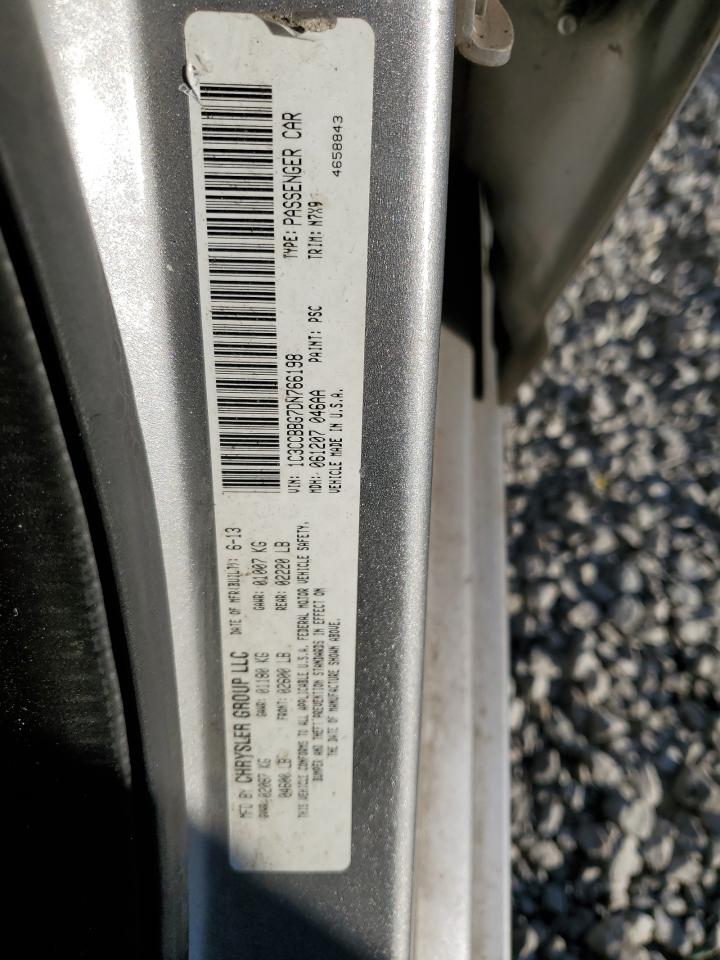 MFD BY CHRYSLER GROUP LLC DATE OF MFR(BUILT): 6-13
GVWR: 02087 KG GAWR: 01180 KG GAWR: 01007 KG
04600 LB FRONT: 02600 LB REAR: 02220 LB
THIS VEHICLE CONFORMS TO ALL APPLICABLE U.S.A. FEDERAL MOTOR VEHICLE SAFETY,
BUMPER AND THEFT PREVENTION STANDARDS IN EFFECT ON
THE DATE OF MANUFACTURE SHOWN ABOVE.
VIN: 1C3CCBBG7DN766198 TYPE: PASSENGER CAR
MDH: 061207 046AA PAINT: PSC TRIM: N7X9
VEHICLE MADE IN U.S.A. 4658843